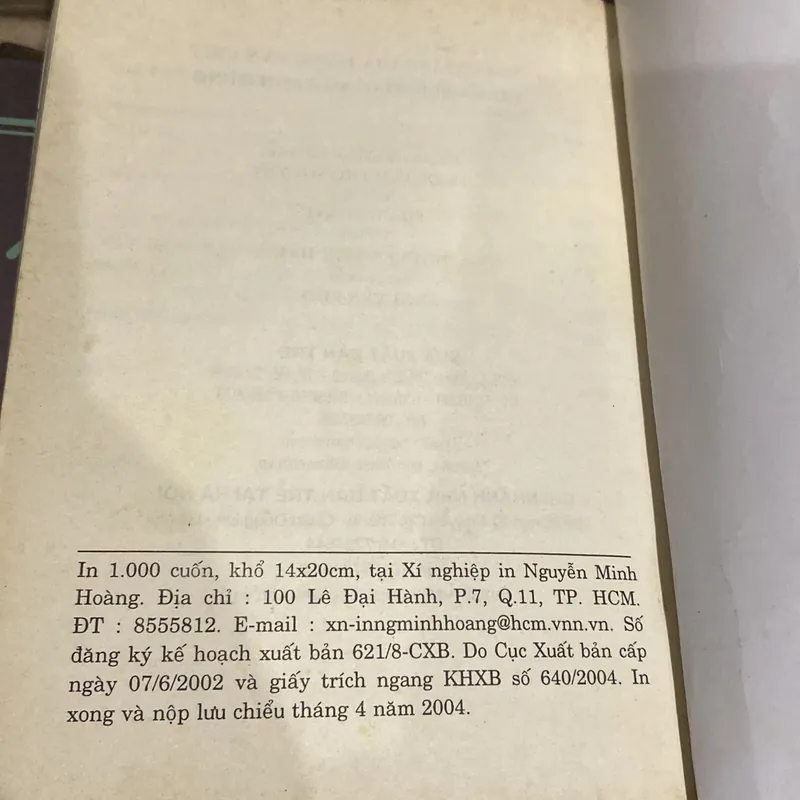 In 1.000 cuốn, khổ 14x20cm, tại Xí nghiệp in Nguyễn Minh
Hoàng. Địa chỉ : 100 Lê Đại Hành, P.7, Q.11, TP. HCM.
ĐT : 8555812. E-mail : xn-inngminhhoang@hcm.vnn.vn. Số
đăng ký kế hoạch xuất bản 621/8-CXB. Do Cục Xuất bản cấp
ngày 07/6/2002 và giấy trích ngang KHXB số 640/2004. In
xong và nộp lưu chiểu tháng 4 năm 2004.